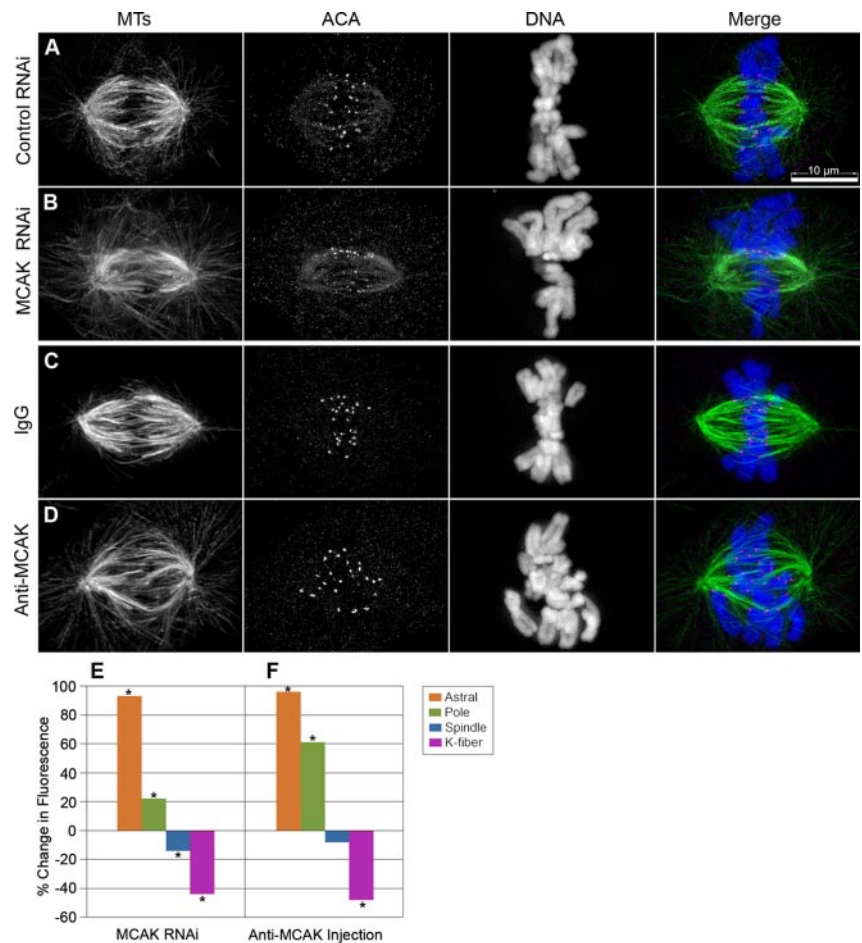 MTs ACA DNA Merge
A
Control RNAi
10 µm
B
MCAK RNAi
C
IgG
D
Anti-MCAK
E F
100
80
60
40
20
0
-20
-40
-60
% Change in Fluorescence
* * * *
* * *
MCAK RNAi Anti-MCAK Injection
Astral
Pole
Spindle
K-fiber